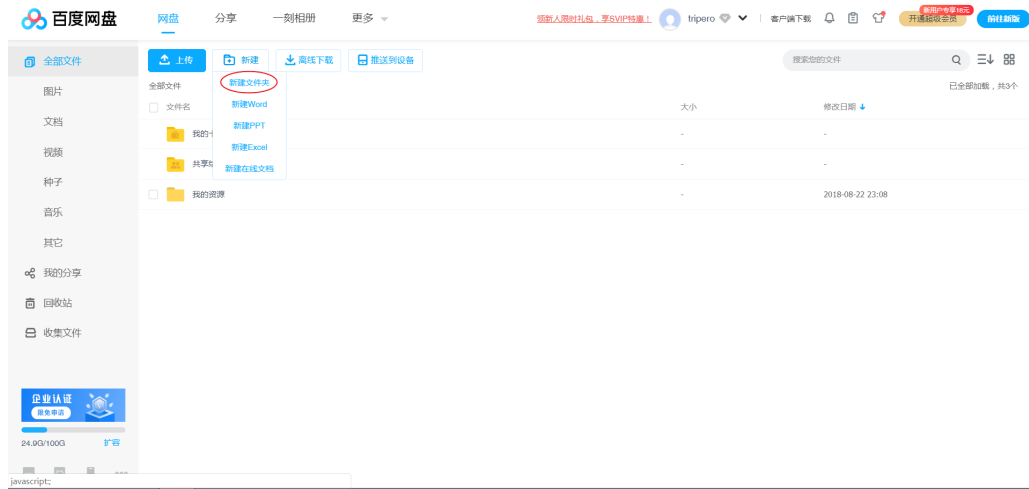 百度网盘 网盘 分享 一刻相册 更多 领新人限时礼包，享SVIP特惠！ tripero 客户端下载 新用户专享18元 开通超级会员 前往新版
全部文件 上传 新建 离线下载 推送到设备 搜索您的文件
图片 全部文件 新建文件夹 已全部加载，共3个
文件名 新建Word 大小 修改日期
文档 新建PPT
我的 - -
视频 新建Excel
共享 新建在线文档 - -
种子 我的资源 - 2018-08-22 23:08
音乐
其它
我的分享
回收站
收集文件
企业认证
限免申请
24.9G/100G 扩容
javascript:;